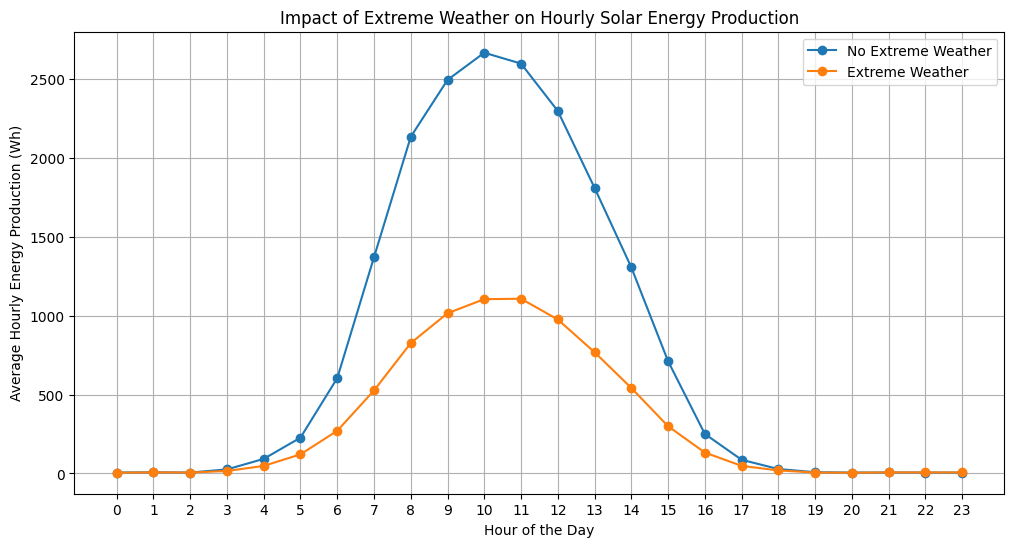 Impact of Extreme Weather on Hourly Solar Energy Production
No Extreme Weather
Extreme Weather
Average Hourly Energy Production (Wh)
2500
2000
1500
1000
500
0
0 1 2 3 4 5 6 7 8 9 10 11 12 13 14 15 16 17 18 19 20 21 22 23
Hour of the Day